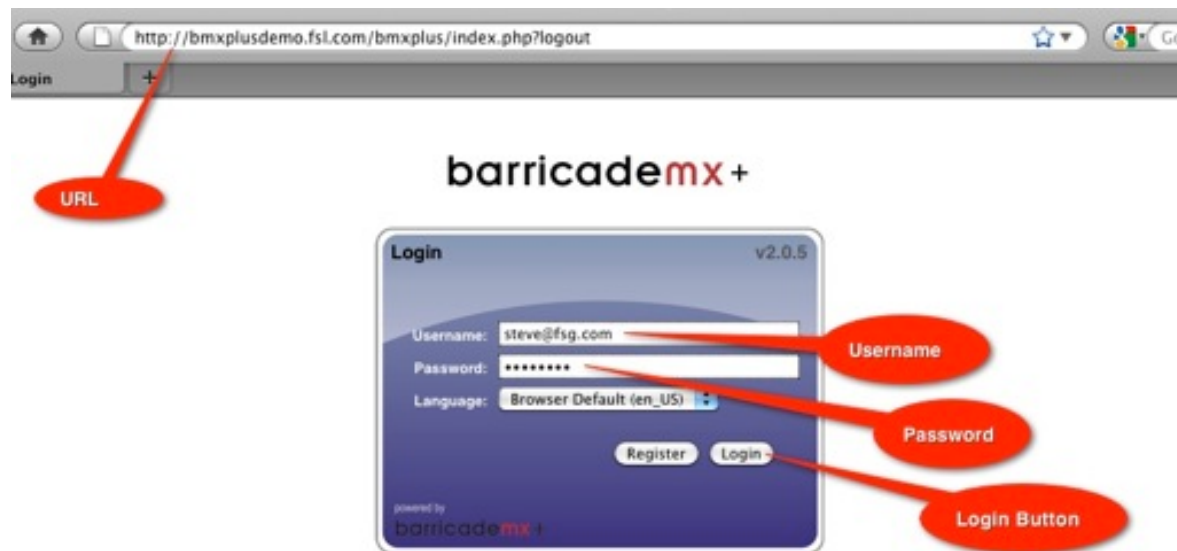 http://bmxplusdemo.fsl.com/bmxplus/index.php?logout
Login
+
URL
barricademx+
Login v2.0.5
Username: steve@fsg.com
Username
Password: ••••••••
Language: Browser Default (en_US)
Password
Register Login
powered by
barricademx+
Login Button